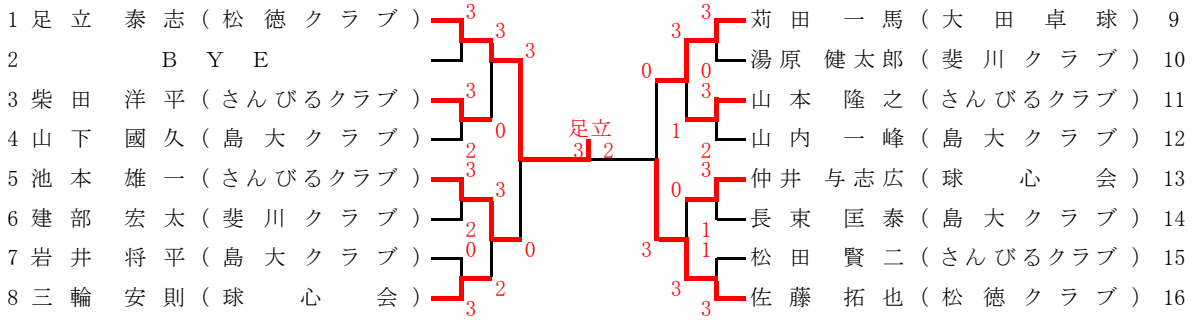 1 足立 泰志 (松徳クラブ) 3
3 苅田 一馬 (大田卓球) 9
3 3
3
2 BYE
湯原 健太郎 (斐川クラブ) 10
0 0
3 柴田 洋平 (さんびるクラブ) 3
3 山本 隆之 (さんびるクラブ) 11
0 足立 1
4 山下 國久 (島大クラブ) 2
2 山内 一峰 (島大クラブ) 12
3 2
5 池本 雄一 (さんびるクラブ) 3
3 仲井 与志広 (球心会) 13
3 0
6 建部 宏太 (斐川クラブ) 2
1 長束 匡泰 (島大クラブ) 14
7 岩井 将平 (島大クラブ) 0
1 松田 賢二 (さんびるクラブ) 15
0 3
2 3
8 三輪 安則 (球心会) 3
3 佐藤 拓也 (松徳クラブ) 16